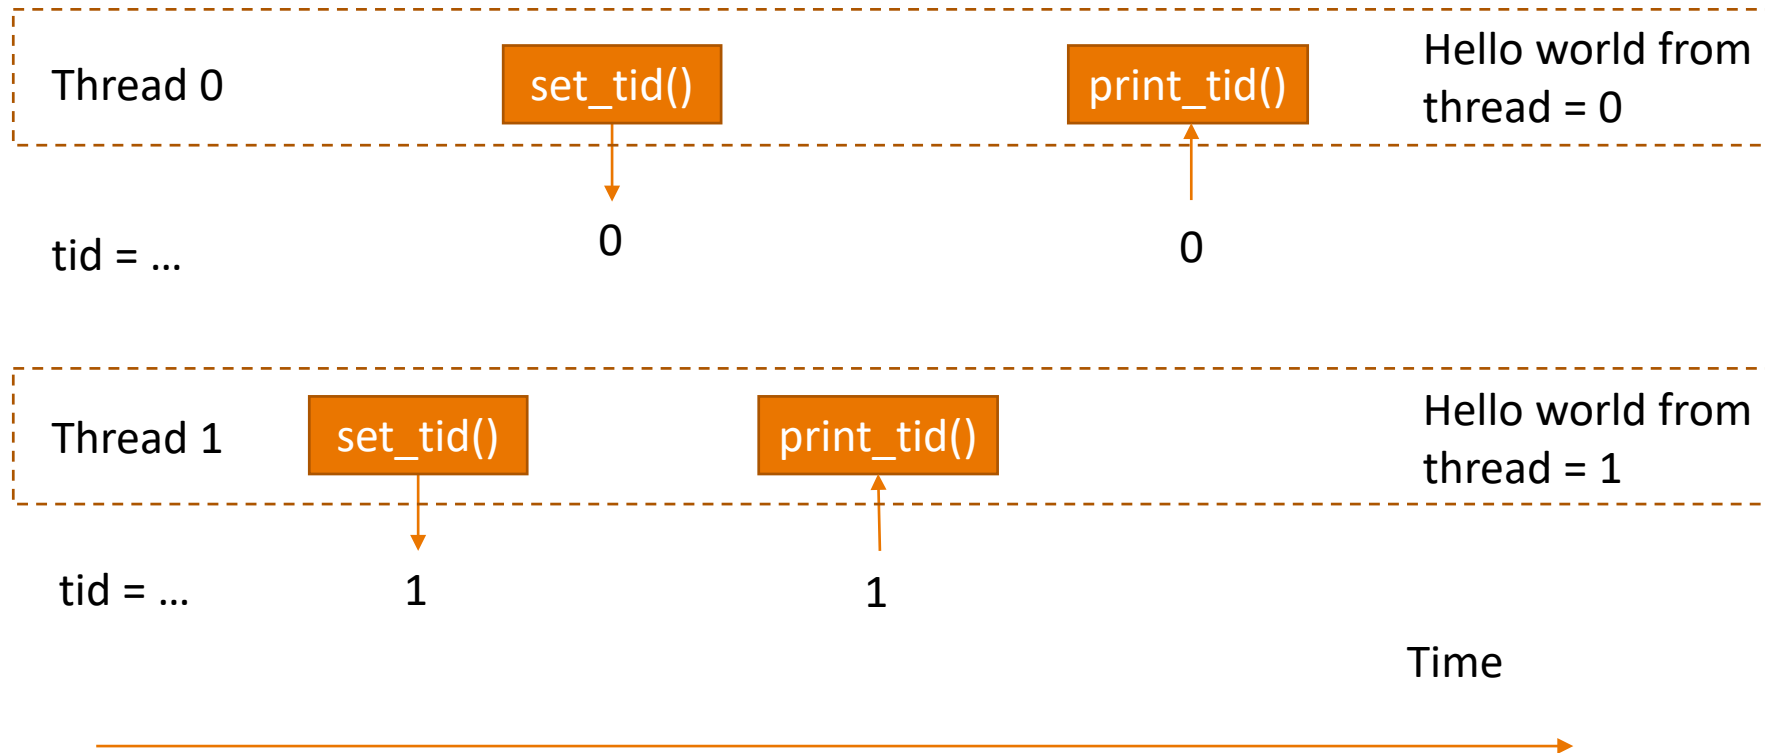 Thread 0
set_tid()
print_tid()
Hello world from
thread = 0
tid = ...
0
0
Thread 1
set_tid()
print_tid()
Hello world from
thread = 1
tid = ...
1
1
Time